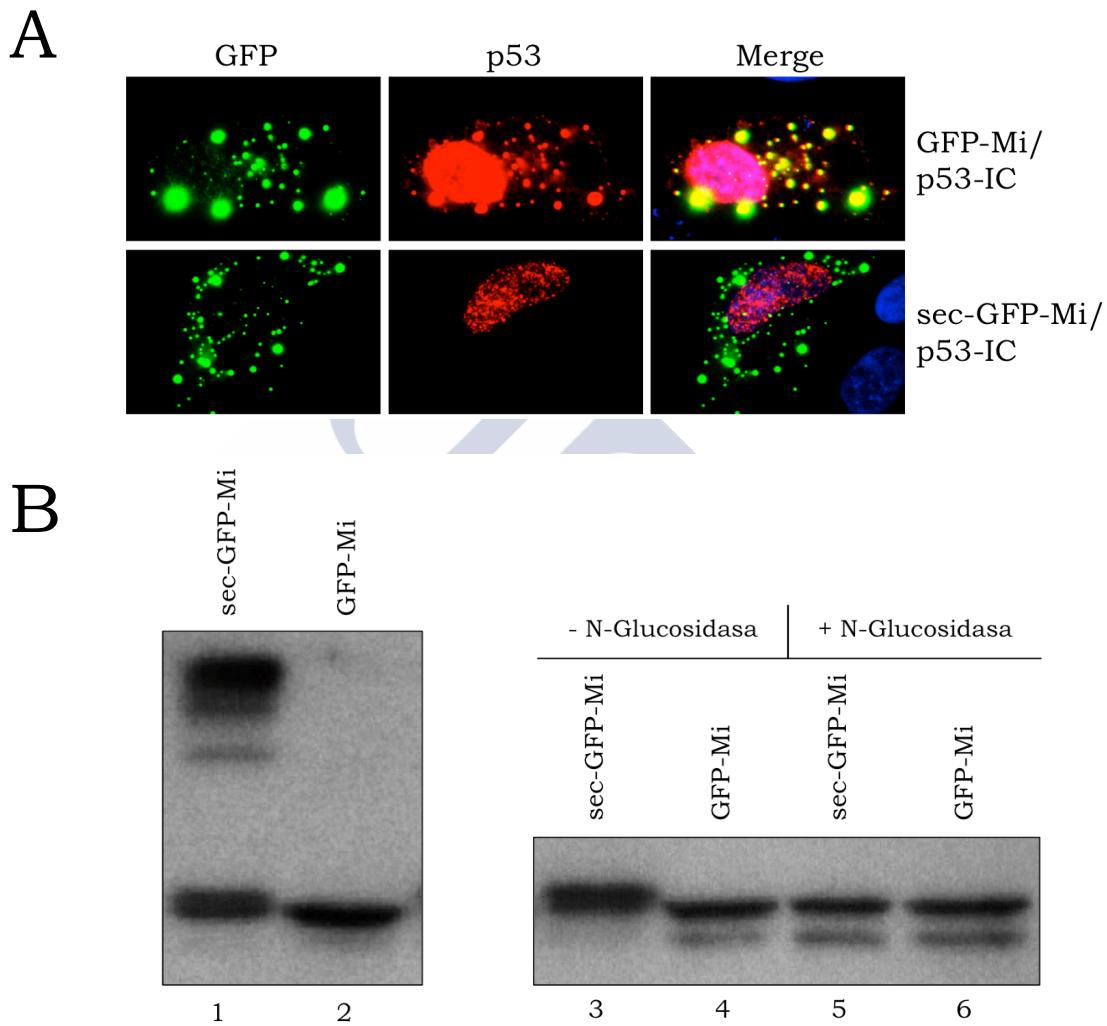 A
GFP
p53
Merge
GFP-Mi/
p53-IC
sec-GFP-Mi/
p53-IC
B
sec-GFP-Mi
GFP-Mi
- N-Glucosidasa
+ N-Glucosidasa
sec-GFP-Mi
GFP-Mi
sec-GFP-Mi
GFP-Mi
1
2
3
4
5
6